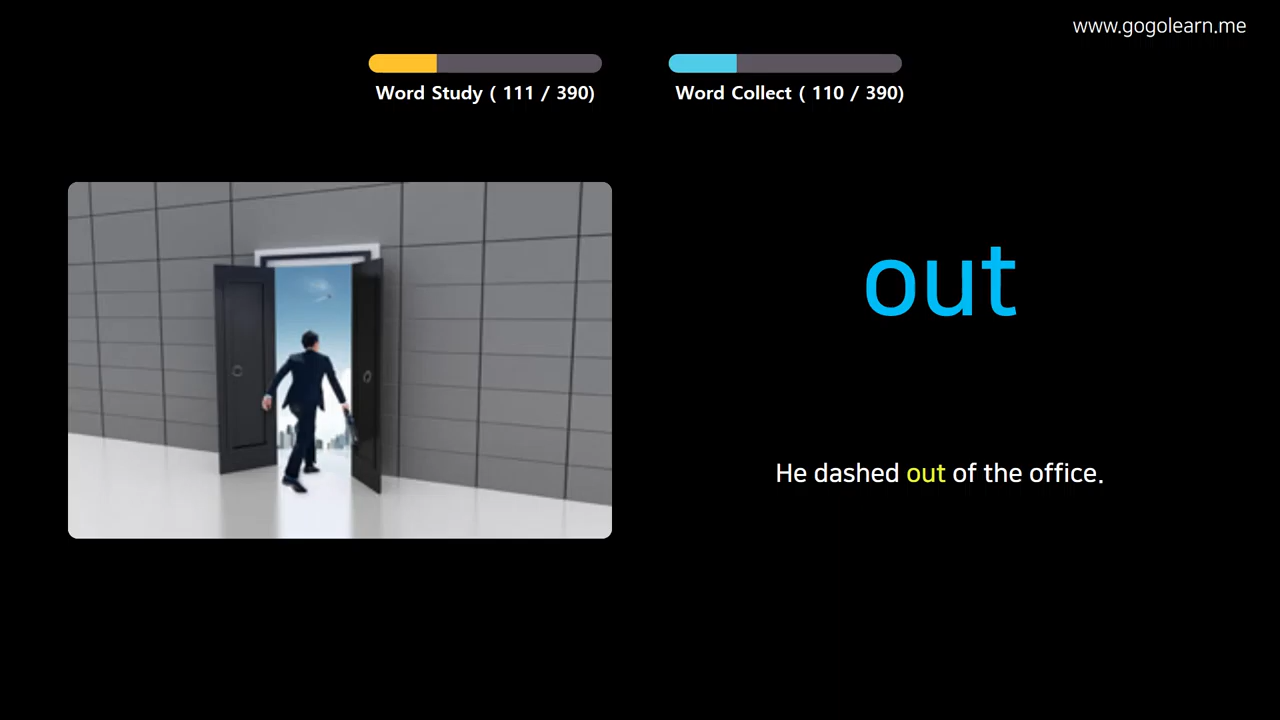 www.gogolearn.me
Word Study ( 111 / 390)
Word Collect ( 110 / 390)
out
He dashed out of the office.